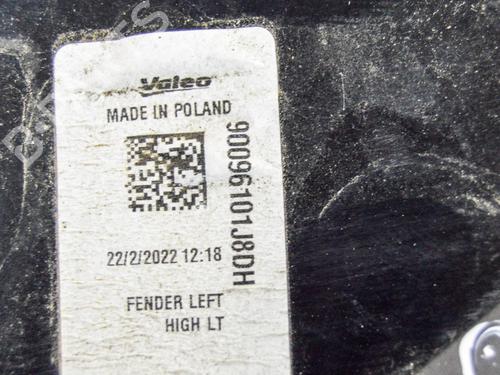 Valeo
MADE IN POLAND
90096101J8DH
22/2/2022 12:18
FENDER LEFT
HIGH LT